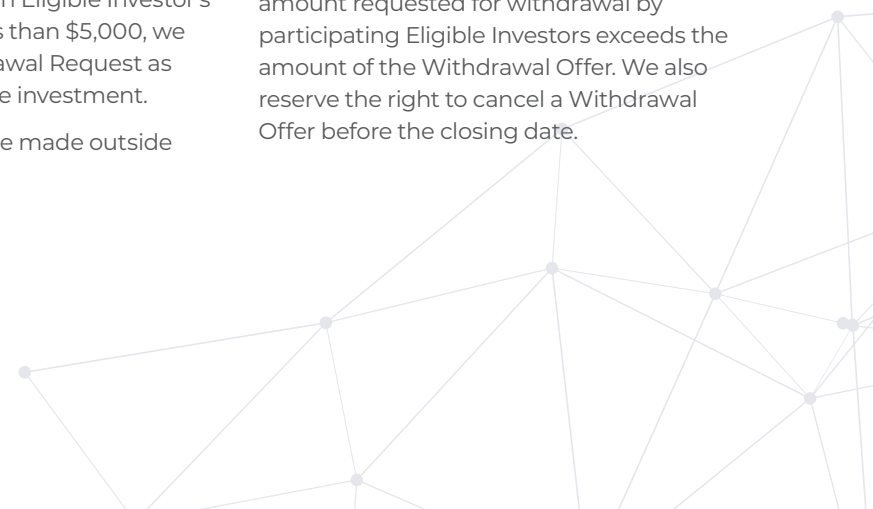 n Eligible Investor's
s than $5,000, we
awal Request as
e investment.
e made outside
amount requested for withdrawal by
participating Eligible Investors exceeds the
amount of the Withdrawal Offer. We also
reserve the right to cancel a Withdrawal
Offer before the closing date.